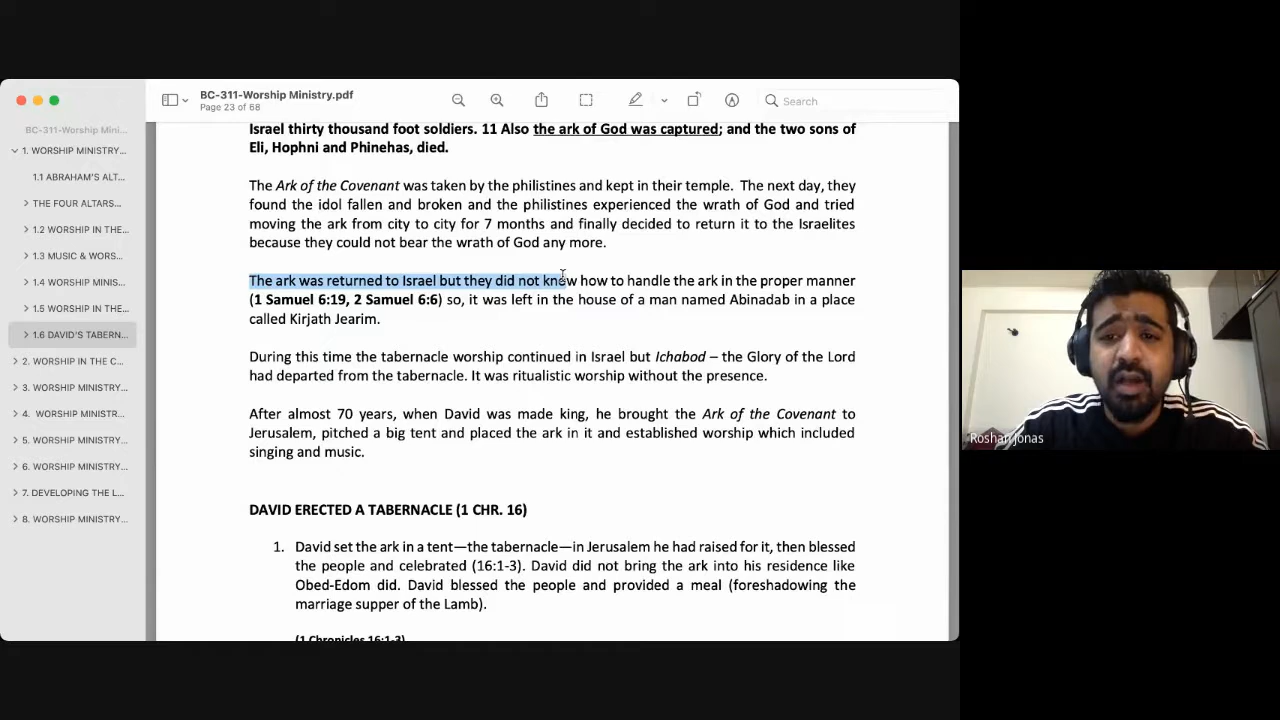 BC-311-Worship Ministry.pdf
Page 23 of 68
Search
BC-311-Worship Mini...
1. WORSHIP MINISTRY...
1.1 ABRAHAM'S ALT...
THE FOUR ALTARS...
1.2 WORSHIP IN THE...
1.3 MUSIC & WORS...
1.4 WORSHIP MINIS...
1.5 WORSHIP IN THE...
1.6 DAVID'S TABERN...
2. WORSHIP IN THE C...
3. WORSHIP MINISTRY...
4. WORSHIP MINISTR...
5. WORSHIP MINISTRY...
6. WORSHIP MINISTRY...
7. DEVELOPING THE L...
8. WORSHIP MINISTRY...
Israel thirty thousand foot soldiers. 11 Also the ark of God was captured; and the two sons of
Eli, Hophni and Phinehas, died.
The Ark of the Covenant was taken by the philistines and kept in their temple. The next day, they
found the idol fallen and broken and the philistines experienced the wrath of God and tried
moving the ark from city to city for 7 months and finally decided to return it to the Israelites
because they could not bear the wrath of God any more.
The ark was returned to Israel but they did not know how to handle the ark in the proper manner
(1 Samuel 6:19, 2 Samuel 6:6) so, it was left in the house of a man named Abinadab in a place
called Kirjath Jearim.
During this time the tabernacle worship continued in Israel but Ichabod – the Glory of the Lord
had departed from the tabernacle. It was ritualistic worship without the presence.
After almost 70 years, when David was made king, he brought the Ark of the Covenant to
Jerusalem, pitched a big tent and placed the ark in it and established worship which included
singing and music.
DAVID ERECTED A TABERNACLE (1 CHR. 16)
1. David set the ark in a tent—the tabernacle—in Jerusalem he had raised for it, then blessed
the people and celebrated (16:1-3). David did not bring the ark into his residence like
Obed-Edom did. David blessed the people and provided a meal (foreshadowing the
marriage supper of the Lamb).
(1 Chronicles 16:1-3)
Roshan Jonas